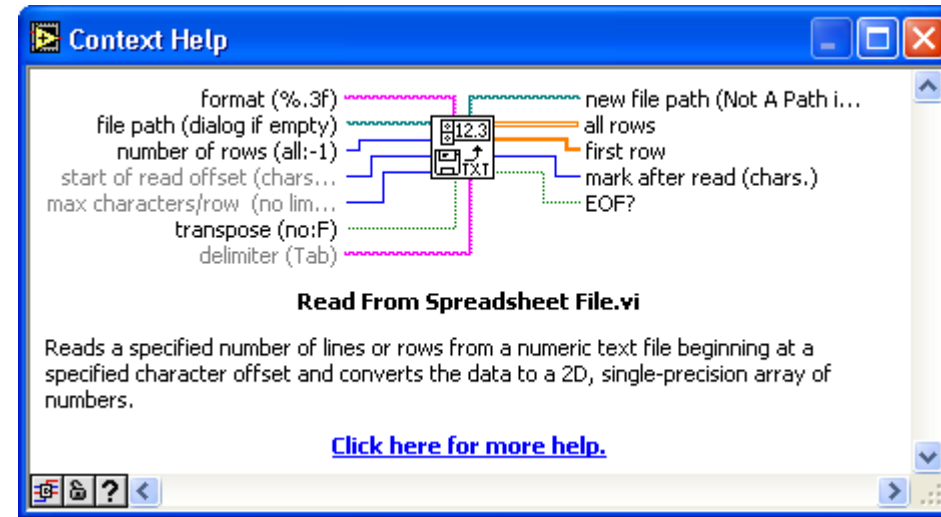 Context Help
format (%.3f)
file path (dialog if empty)
number of rows (all:-1)
start of read offset (chars...
max characters/row (no lim...
transpose (no:F)
delimiter (Tab)
12.3
TXT
new file path (Not A Path i...
all rows
first row
mark after read (chars.)
EOF?
Read From Spreadsheet File.vi
Reads a specified number of lines or rows from a numeric text file beginning at a
specified character offset and converts the data to a 2D, single-precision array of
numbers.
Click here for more help.
?